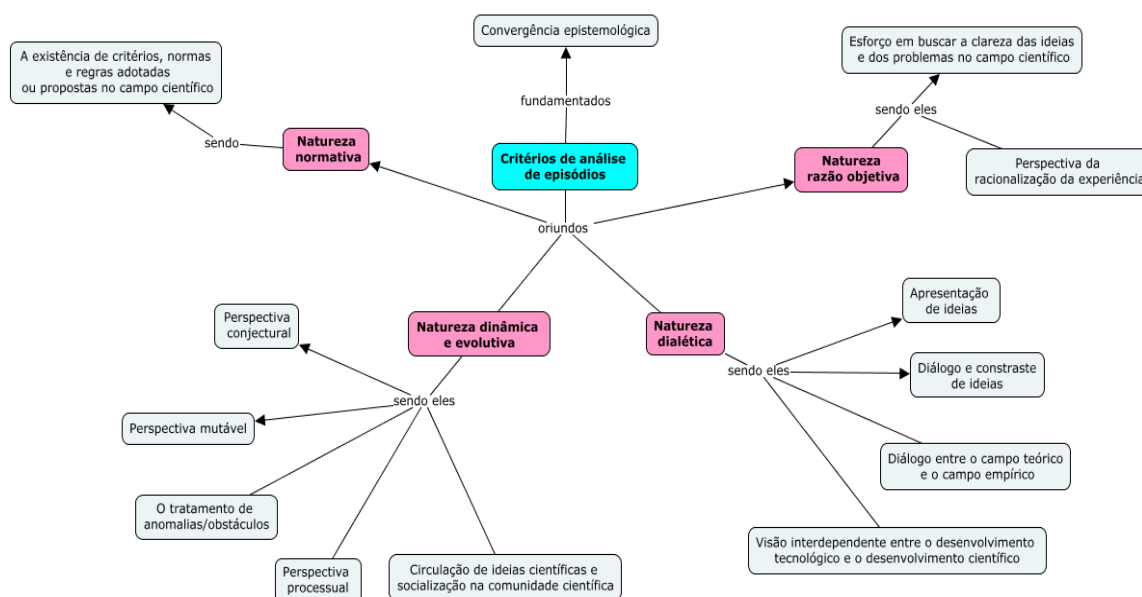 Convergência epistemológica
A existência de critérios, normas
e regras adotadas
ou propostas no campo científico
Esforço em buscar a clareza das ideias
e dos problemas no campo científico
fundamentados
sendo eles
sendo
Natureza
normativa
Critérios de análise
de episódios
Natureza
razão objetiva
Perspectiva da
racionalização da experiência
oriundos
Apresentação
de ideias
Perspectiva
conjectural
Natureza dinâmica
e evolutiva
Natureza
dialética
sendo eles
Diálogo e constraste
de ideias
sendo eles
Perspectiva mutável
Diálogo entre o campo teórico
e o campo empírico
O tratamento de
anomalias/obstáculos
Visão interdependente entre o desenvolvimento
tecnológico e o desenvolvimento científico
Perspectiva
processual
Circulação de ideias científicas e
socialização na comunidade científica